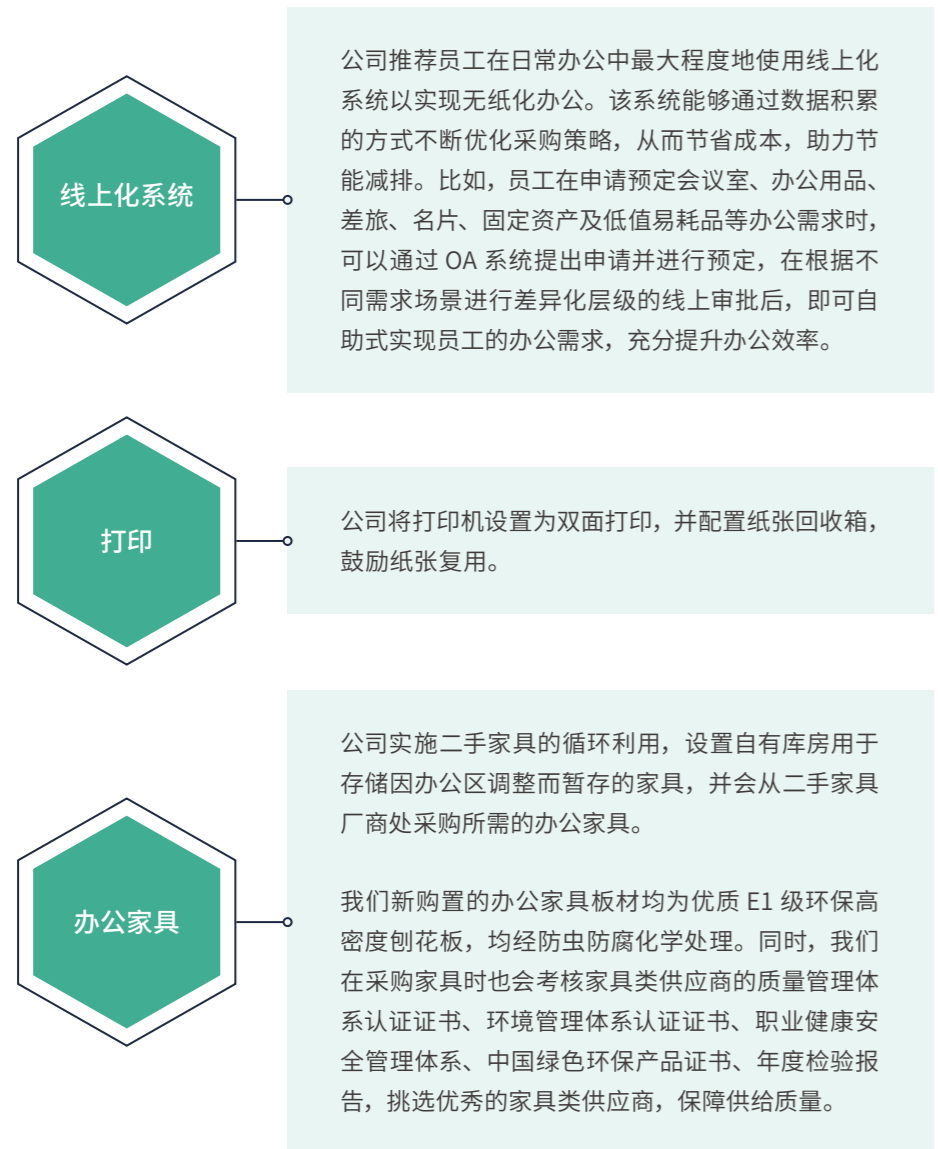 线上化系统
公司推荐员工在日常办公中最大程度地使用线上化
系统以实现无纸化办公。该系统能够通过数据积累
的方式不断优化采购策略，从而节省成本，助力节
能减排。比如，员工在申请预定会议室、办公用品、
差旅、名片、固定资产及低值易耗品等办公需求时，
可以通过 OA 系统提出申请并进行预定，在根据不
同需求场景进行差异化层级的线上审批后，即可自
助式实现员工的办公需求，充分提升办公效率。
打印
公司将打印机设置为双面打印，并配置纸张回收箱，
鼓励纸张复用。
办公家具
公司实施二手家具的循环利用，设置自有库房用于
存储因办公区调整而暂存的家具，并会从二手家具
厂商处采购所需的办公家具。
我们新购置的办公家具板材均为优质 E1 级环保高
密度刨花板，均经防虫防腐化学处理。同时，我们
在采购家具时也会考核家具类供应商的质量管理体
系认证证书、环境管理体系认证证书、职业健康安
全管理体系、中国绿色环保产品证书、年度检验报
告，挑选优秀的家具类供应商，保障供给质量。